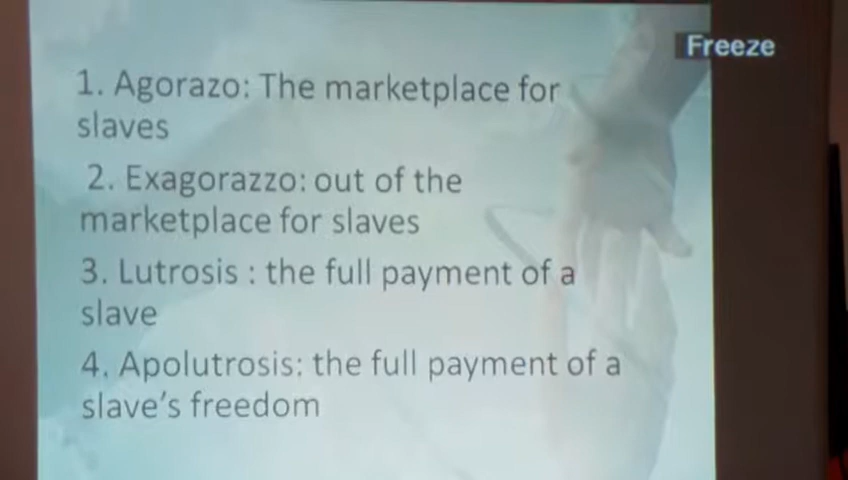 Freeze
1. Agorazo: The marketplace for
slaves
2. Exagorazzo: out of the
marketplace for slaves
3. Lutrosis : the full payment of a
slave
4. Apolutrosis: the full payment of a
slave's freedom